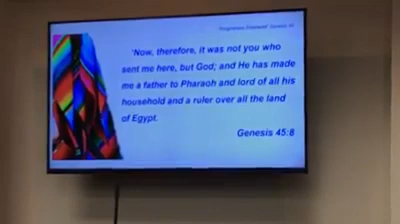 'Now, therefore, it was not you who
sent me here, but God; and He has made
me a father to Pharaoh and lord of all his
household and a ruler over all the land
of Egypt.
Genesis 45:8